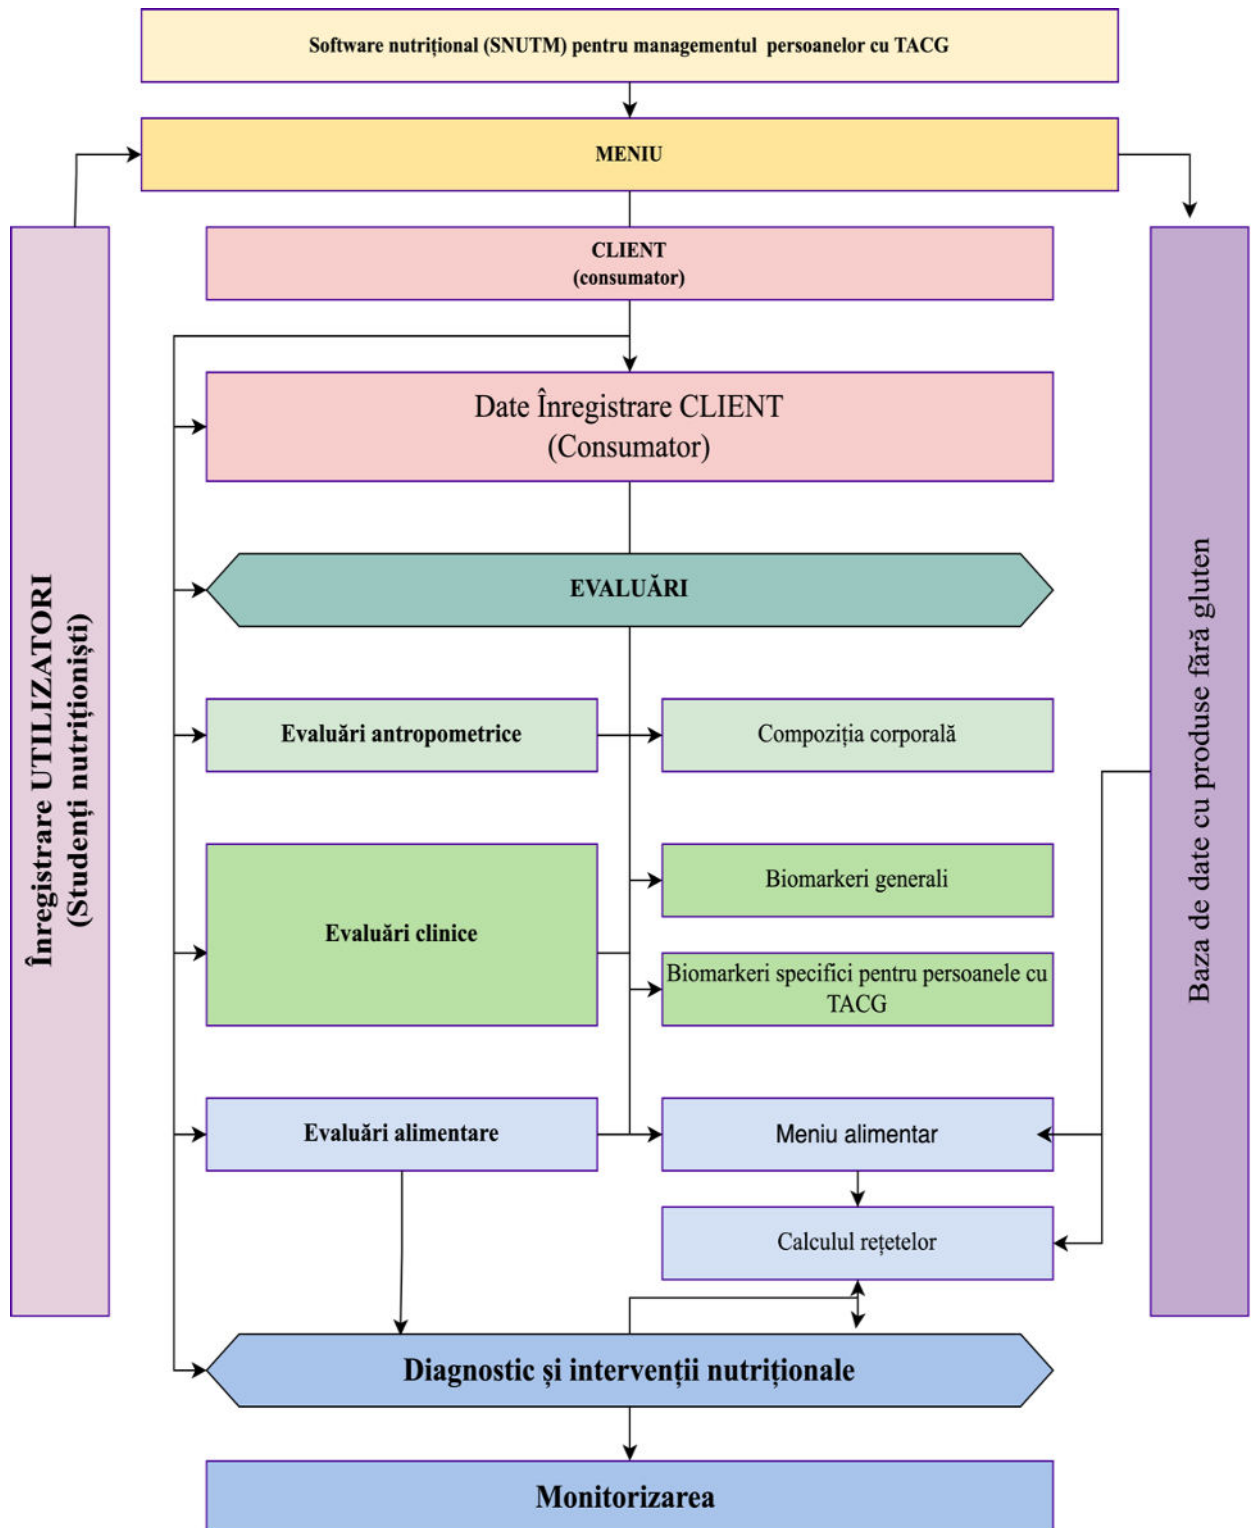 Software nutrițional (SNUTM) pentru managementul persoanelor cu TACG
MENIU
CLIENT
(consumator)
Date Înregistrare CLIENT
(Consumator)
Înregistrare UTILIZATORI
(Studenți nutriționiști)
Baza de date cu produse fără gluten
EVALUĂRI
Evaluări antropometrice
Compoziția corporală
Evaluări clinice
Biomarkeri generali
Biomarkeri specifici pentru persoanele cu
TACG
Evaluări alimentare
Meniu alimentar
Calculul rețetelor
Diagnostic și intervenții nutriționale
Monitorizarea